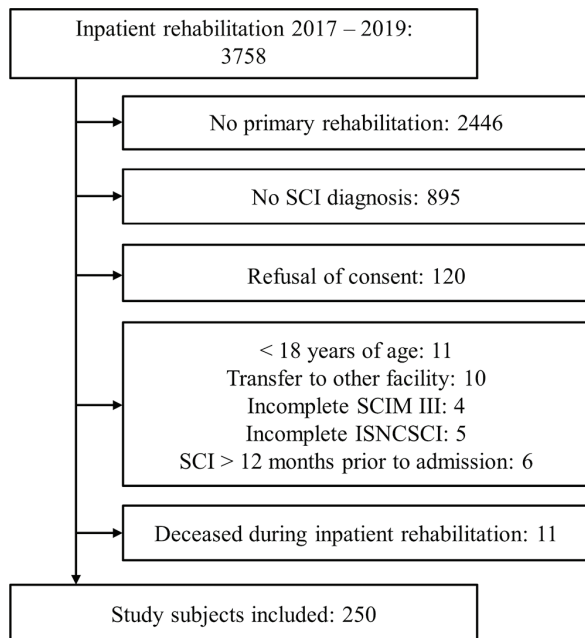 Inpatient rehabilitation 2017 – 2019:
3758
No primary rehabilitation: 2446
No SCI diagnosis: 895
Refusal of consent: 120
< 18 years of age: 11
Transfer to other facility: 10
Incomplete SCIM III: 4
Incomplete ISNCSCI: 5
SCI > 12 months prior to admission: 6
Deceased during inpatient rehabilitation: 11
Study subjects included: 250